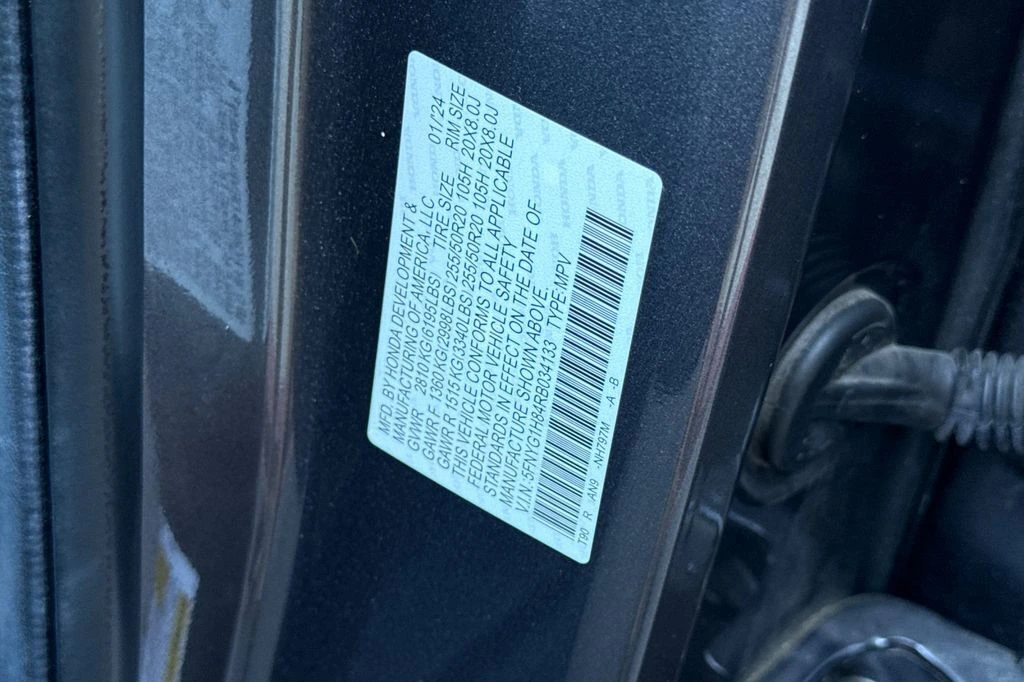 MFD. BY HONDA DEVELOPMENT &
MANUFACTURING OF AMERICA, LLC 01/24
GVWR 2810KG(6195LBS) TIRE SIZE RIM SIZE
GAWR F 1360KG(2998LBS) 255/50R20 105H 20X8.0J
GAWR R 1515KG(3340LBS) 255/50R20 105H 20X8.0J
THIS VEHICLE CONFORMS TO ALL APPLICABLE
FEDERAL MOTOR VEHICLE SAFETY
STANDARDS IN EFFECT ON THE DATE OF
MANUFACTURE SHOWN ABOVE.
V.I.N.:5FNYG1H84RB034133 TYPE:MPV
T90 R AN9 -NH797M A -B
HONDA HONDA HONDA